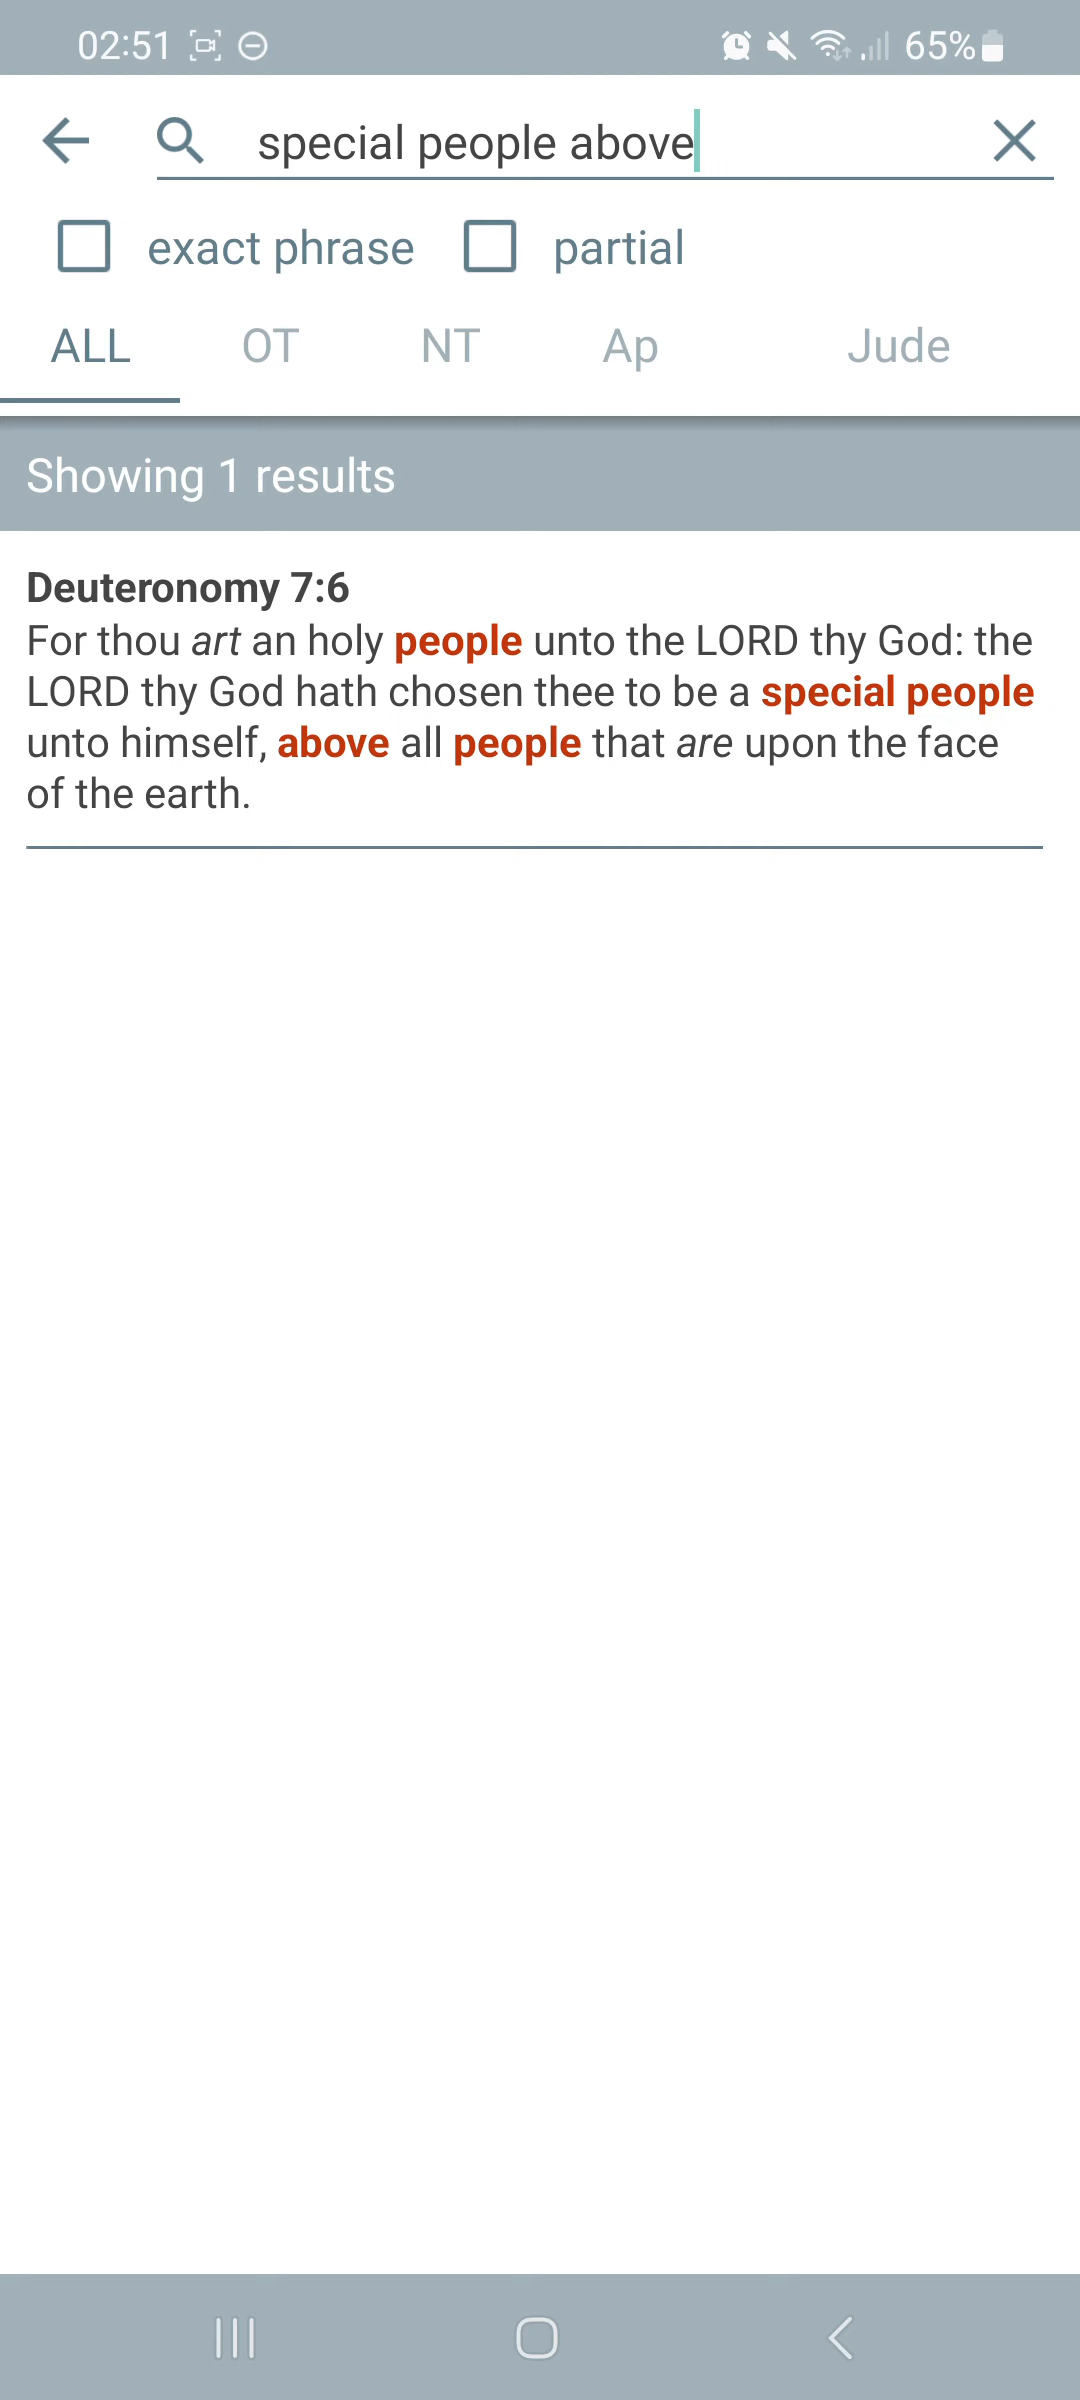 02:51 65%
special people above
exact phrase partial
ALL OT NT Ap Jude
Showing 1 results
Deuteronomy 7:6
For thou art an holy people unto the LORD thy God: the
LORD thy God hath chosen thee to be a special people
unto himself, above all people that are upon the face
of the earth.